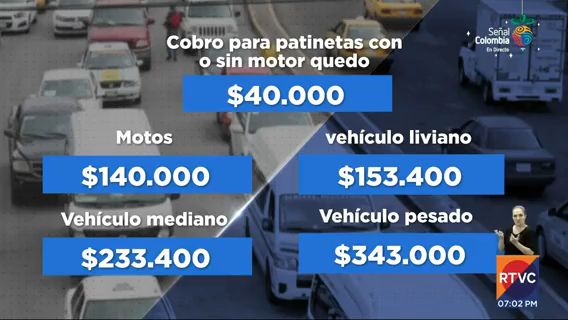 Señal
Colombia
En Directo
Cobro para patinetas con
o sin motor quedo
$40.000
Motos
$140.000
vehículo liviano
$153.400
Vehículo mediano
$233.400
Vehículo pesado
$343.000
RTVC
07:02 PM